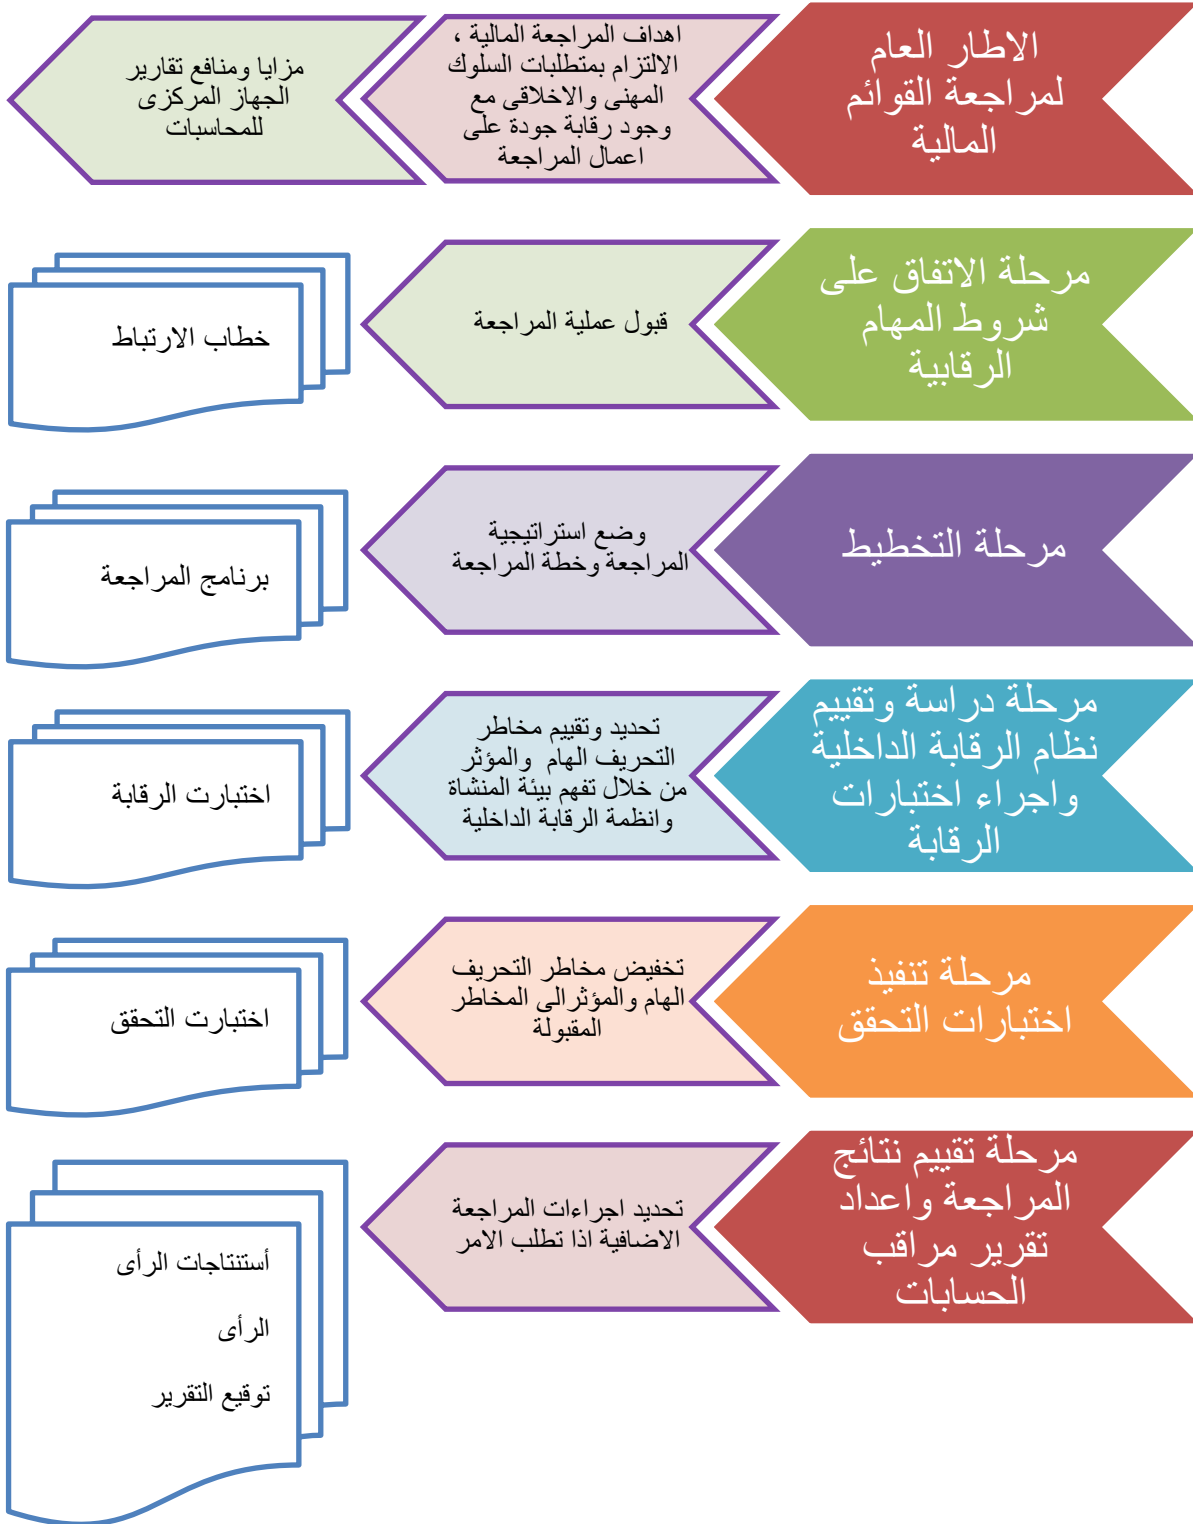 الاطار العام
لمراجعة القوائم
المالية
اهداف المراجعة المالية ،
الالتزام بمتطلبات السلوك
المهنى والاخلاقى مع
وجود رقابة جودة على
اعمال المراجعة
مزايا ومنافع تقارير
الجهاز المركزى
للمحاسبات
مرحلة الاتفاق على
شروط المهام
الرقابية
قبول عملية المراجعة
خطاب الارتباط
مرحلة التخطيط
وضع استراتيجية
المراجعة وخطة المراجعة
برنامج المراجعة
مرحلة دراسة وتقييم
نظام الرقابة الداخلية
واجراء اختبارات
الرقابة
تحديد وتقييم مخاطر
التحريف الهام والمؤثر
من خلال تفهم بيئة المنشاة
وانظمة الرقابة الداخلية
اختبارت الرقابة
مرحلة تنفيذ
اختبارات التحقق
تخفيض مخاطر التحريف
الهام والمؤثرالى المخاطر
المقبولة
اختبارت التحقق
مرحلة تقييم نتائج
المراجعة واعداد
تقرير مراقب
الحسابات
تحديد اجراءات المراجعة
الاضافية اذا تطلب الامر
أستنتاجات الرأى
الرأى
توقيع التقرير